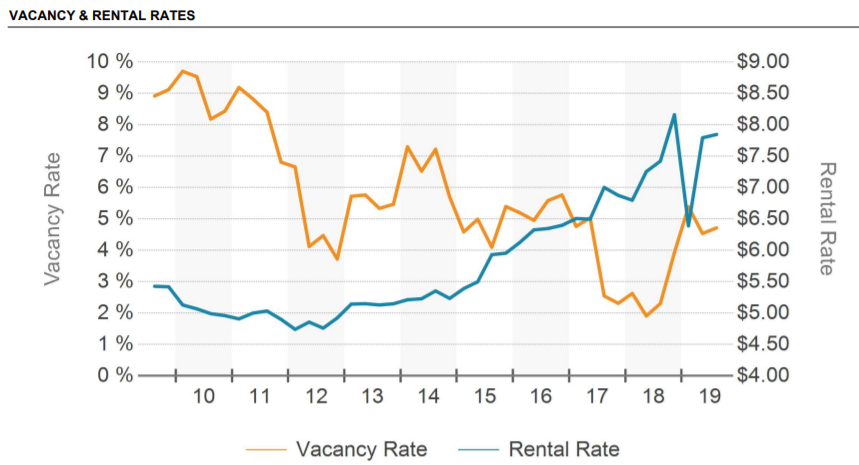 VACANCY & RENTAL RATES
10 % $9.00
9 % $8.50
8 % $8.00
7 % $7.50
6 % $7.00
5 % $6.50
4 % $6.00
3 % $5.50
2 % $5.00
1 % $4.50
0 % $4.00
Vacancy Rate
Rental Rate
10 11 12 13 14 15 16 17 18 19
Vacancy Rate Rental Rate